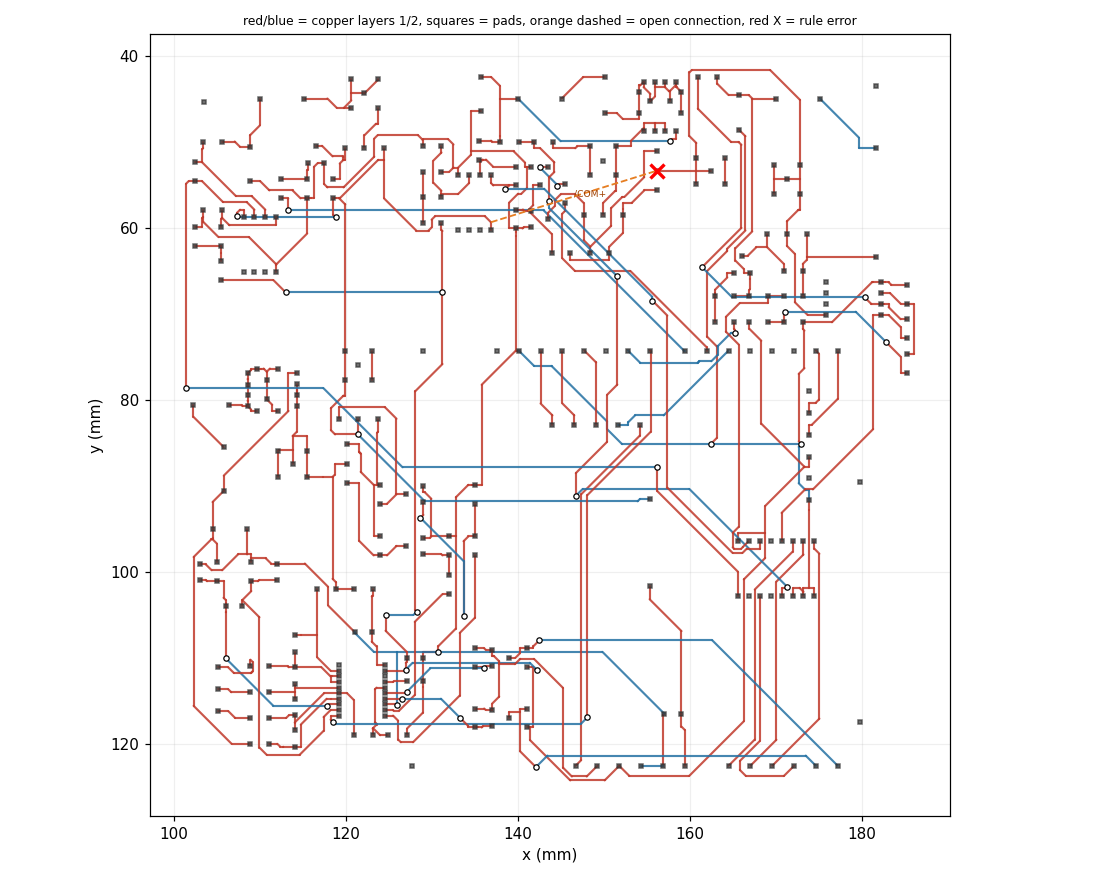 red/blue = copper layers 1/2, squares = pads, orange dashed = open connection, red X = rule error
40
60
80
100
120
y (mm)
/COM+
100
120
140
160
180
x (mm)